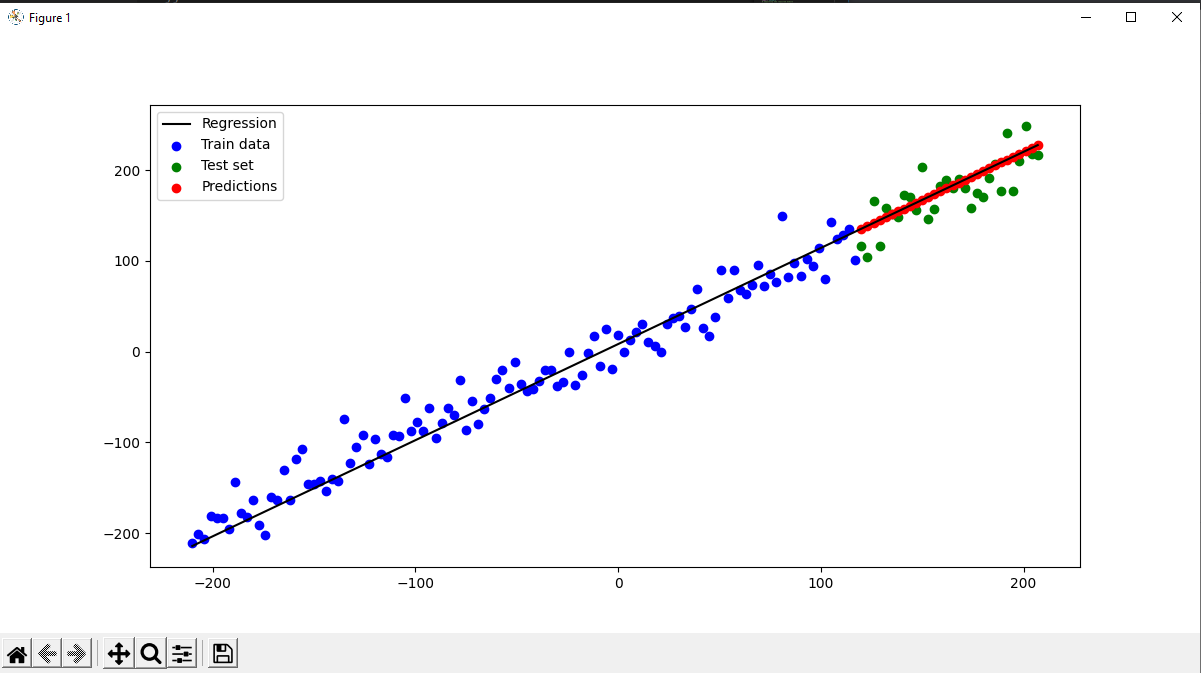 Figure 1
Regression
Train data
Test set
Predictions
200
100
0
−100
−200
−200 −100 0 100 200